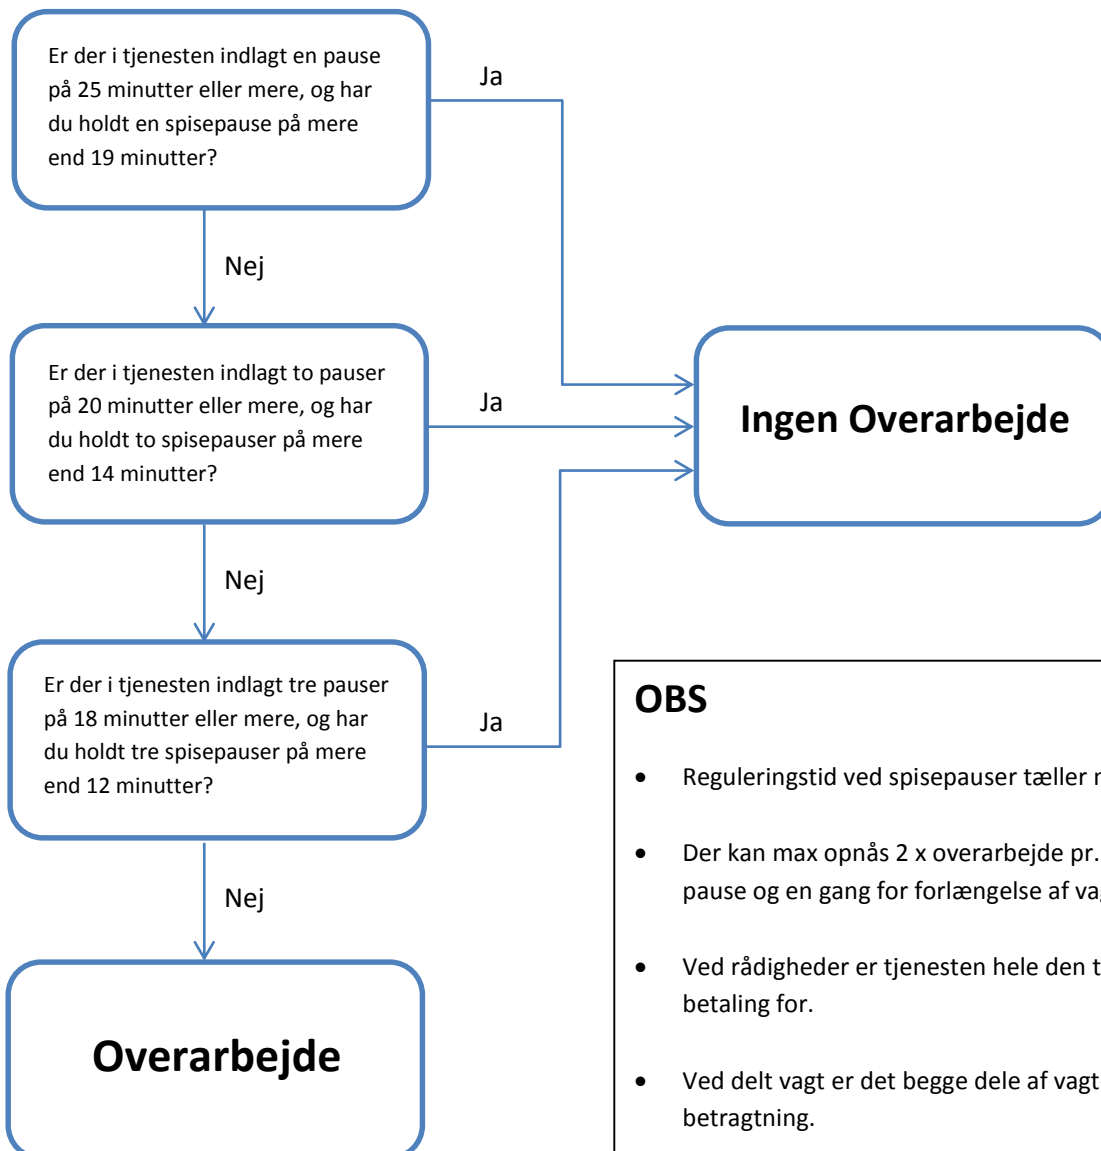 Er der i tjenesten indlagt en pause
på 25 minutter eller mere, og har
du holdt en spisepause på mere
end 19 minutter?
Ja
Nej
Er der i tjenesten indlagt to pauser
på 20 minutter eller mere, og har
du holdt to spisepauser på mere
end 14 minutter?
Ja
Ingen Overarbejde
Nej
Er der i tjenesten indlagt tre pauser
på 18 minutter eller mere, og har
du holdt tre spisepauser på mere
end 12 minutter?
Ja
Nej
Overarbejde
OBS
• Reguleringstid ved spisepauser tæller
• Der kan max opnås 2 x overarbejde pr.
pause og en gang for forlængelse af
• Ved rådigheder er tjenesten hele den
betaling for.
• Ved delt vagt er det begge dele af
betragtning.